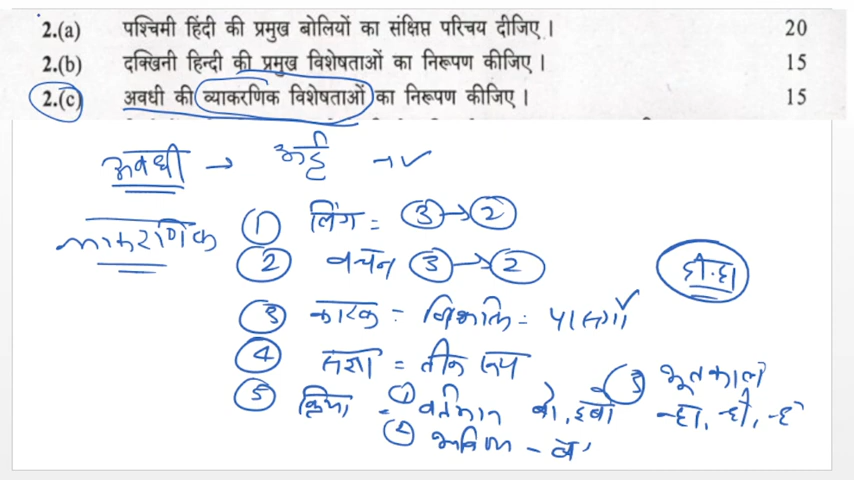 2.(a) पश्चिमी हिंदी की प्रमुख बोलियों का संक्षिप्त परिचय दीजिए। 20
2.(b) दक्खिनी हिन्दी की प्रमुख विशेषताओं का निरूपण कीजिए। 15
2.(c) अवधी की व्याकरणिक विशेषताओं का निरूपण कीजिए। 15
अवधी → अर्द्ध → ✓
व्याकरणिक ① लिंग = ③ → ②
② वचन ③ → ②
③ कारक = विभक्ति =
④ संज्ञा = तीन रूप
③ भूतकाल
⑤ क्रिया = ① वर्तमान
② भविष्य - ब